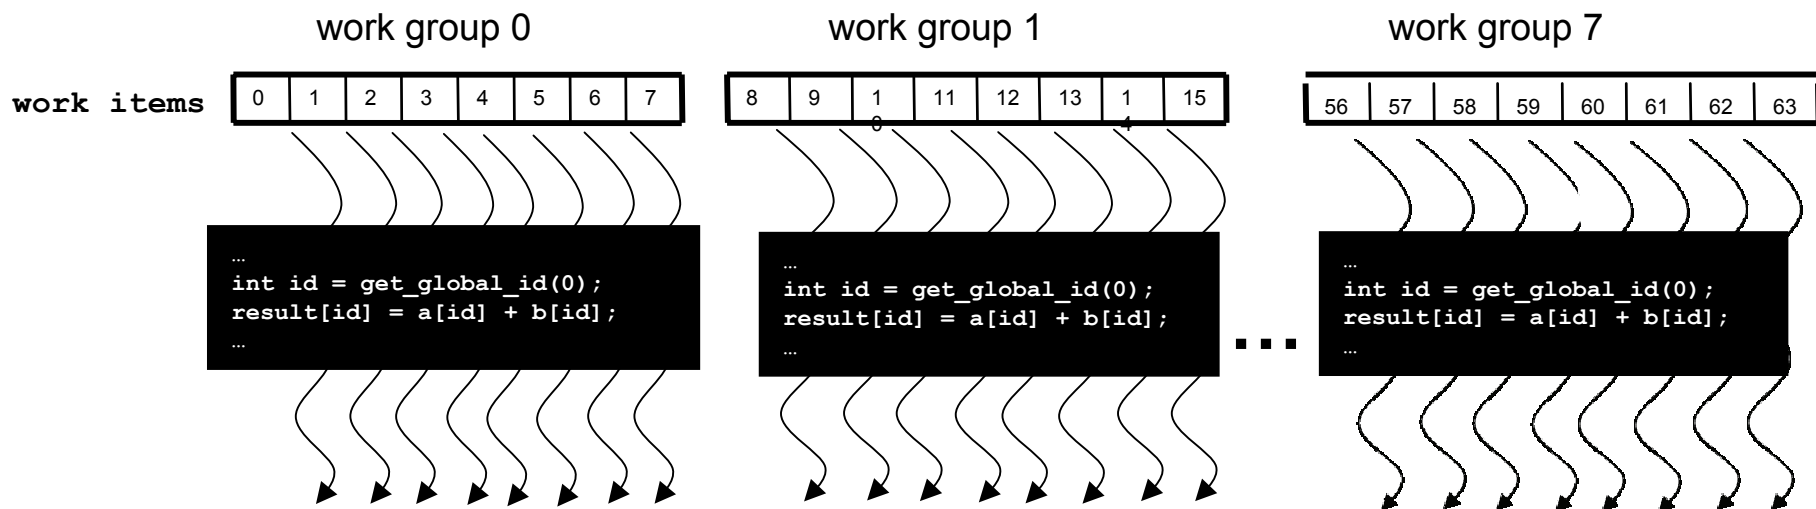 work group 0 work group 1 work group 7
work items 0 1 2 3 4 5 6 7 8 9 10 11 12 13 14 15 56 57 58 59 60 61 62 63
…
int id = get_global_id(0);
result[id] = a[id] + b[id];
…
…
int id = get_global_id(0);
result[id] = a[id] + b[id];
…
...
…
int id = get_global_id(0);
result[id] = a[id] + b[id];
…